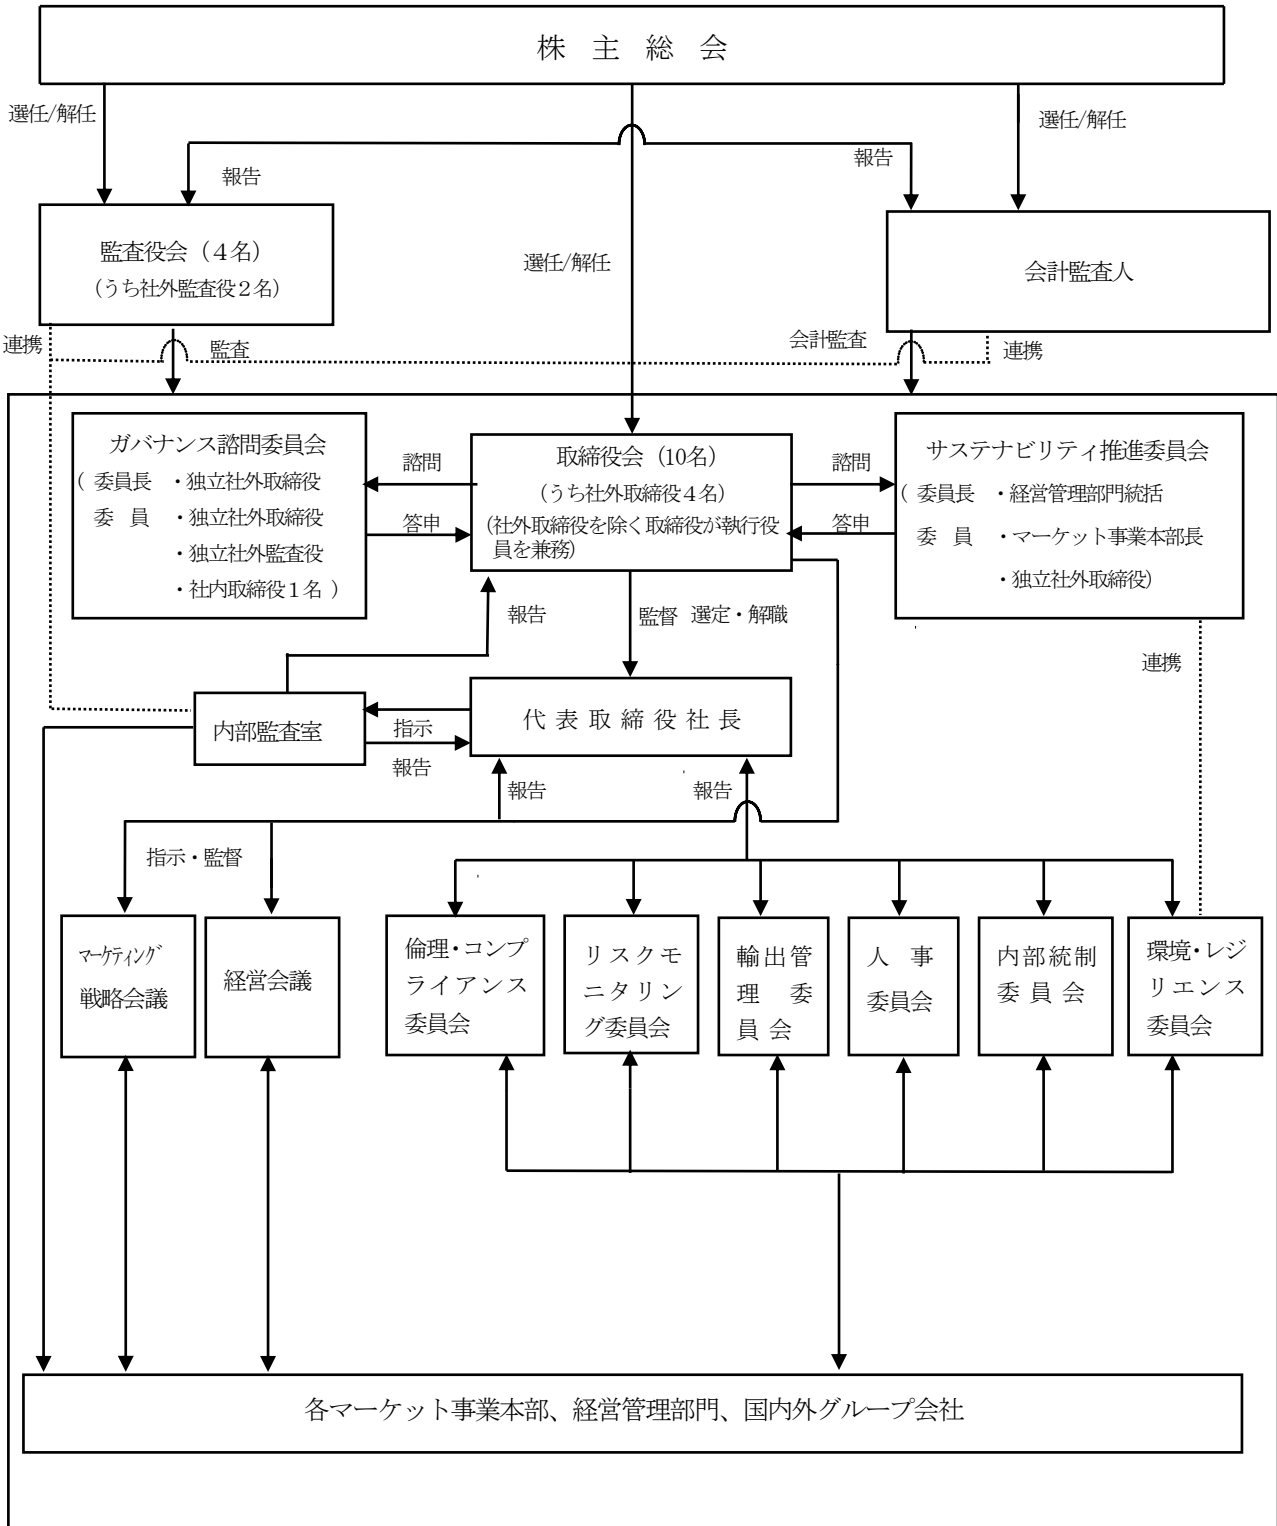 株　主　総　会
選任/解任
選任/解任
報告
報告
監査役会（４名）
（うち社外監査役２名）
選任/解任
会計監査人
連携
監査
会計監査
連携
ガバナンス諮問委員会
（ 委員長　・独立社外取締役
委　員　・独立社外取締役
・独立社外監査役
・社内取締役１名 ）
諮問
答申
取締役会（10名）
（うち社外取締役４名）
（社外取締役を除く取締役が執行役
員を兼務）
諮問
答申
サステナビリティ推進委員会
（ 委員長　・経営管理部門統括
委　員　・マーケット事業本部長
・独立社外取締役）
報告
監督　選定・解職
連携
内部監査室
指示
報告
代 表 取 締 役 社 長
報告
報告
指示・監督
マーケティング
戦略会議
経営会議
倫理・コンプ
ライアンス
委員会
リスクモ
ニタリン
グ委員会
輸出管
理　委
員 会
人　事
委員会
内部統制
委 員 会
環境・レジ
リエンス
委員会
各マーケット事業本部、経営管理部門、国内外グループ会社